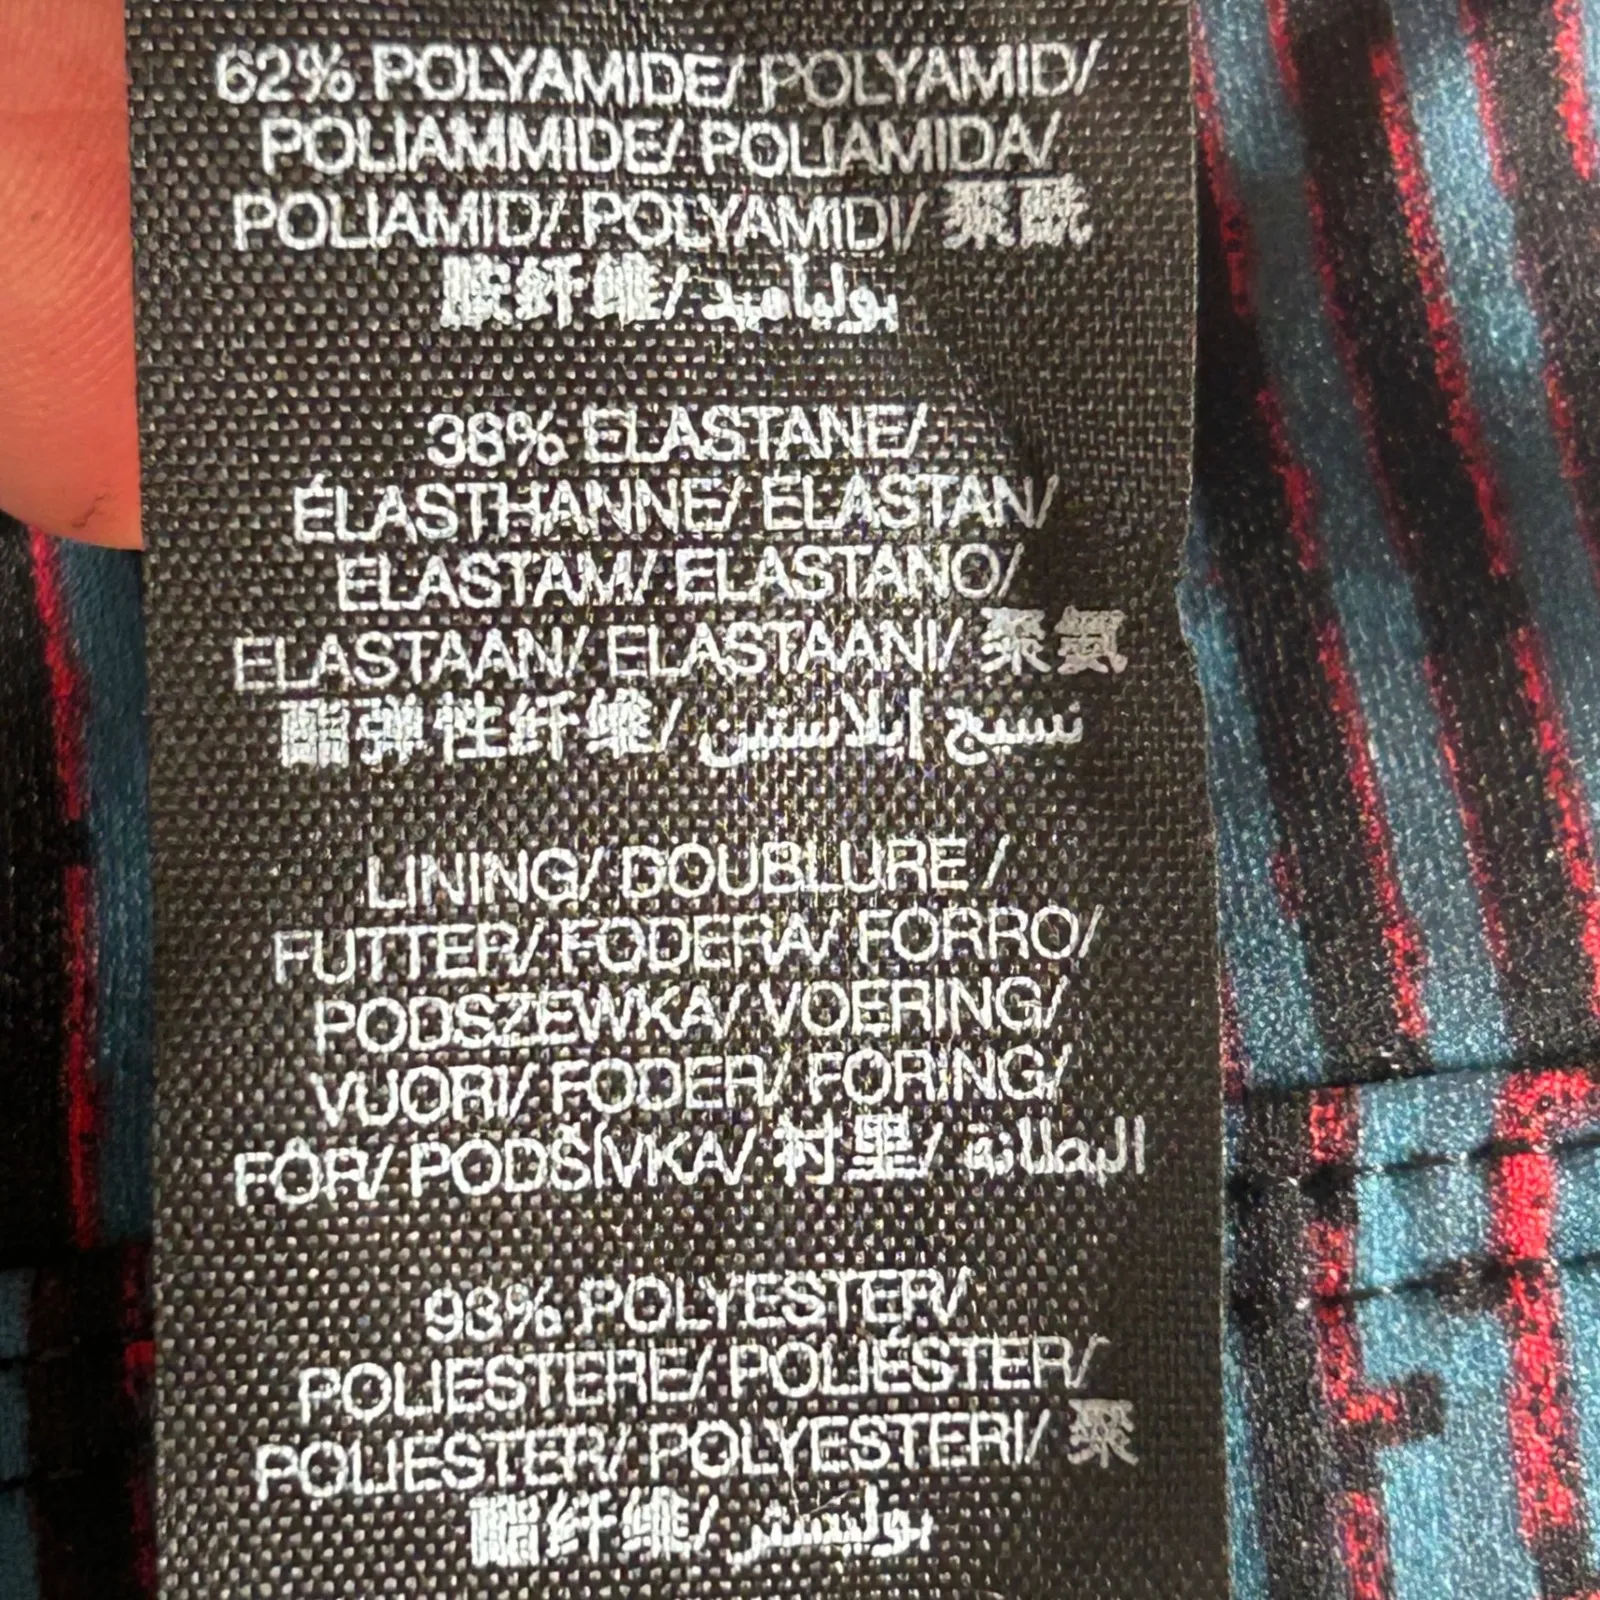 62% POLYAMIDE/ POLYAMID/
POLIAMMIDE/ POLIAMIDA/
POLIAMID/ POLYAMIDI/ 聚酰
胺纤维/ بولياميد
38% ELASTANE/
ÉLASTHANNE/ ELASTAN/
ELASTAM/ ELASTANO/
ELASTAAN/ ELASTAANI/ 聚氨
酯弹性纤维/ نسيج إيلاستين
LINING/ DOUBLURE /
FUTTER/ FODERA/ FORRO/
PODSZEWKA/ VOERING/
VUORI/ FODER/ FORING/
FÔR/ PODŠÍVKA/ 衬里/ البطانة
93% POLYESTER/
POLIESTERE/ POLIÉSTER/
POLIESTER/ POLYESTERI/ 聚
酯纤维/ بوليستر